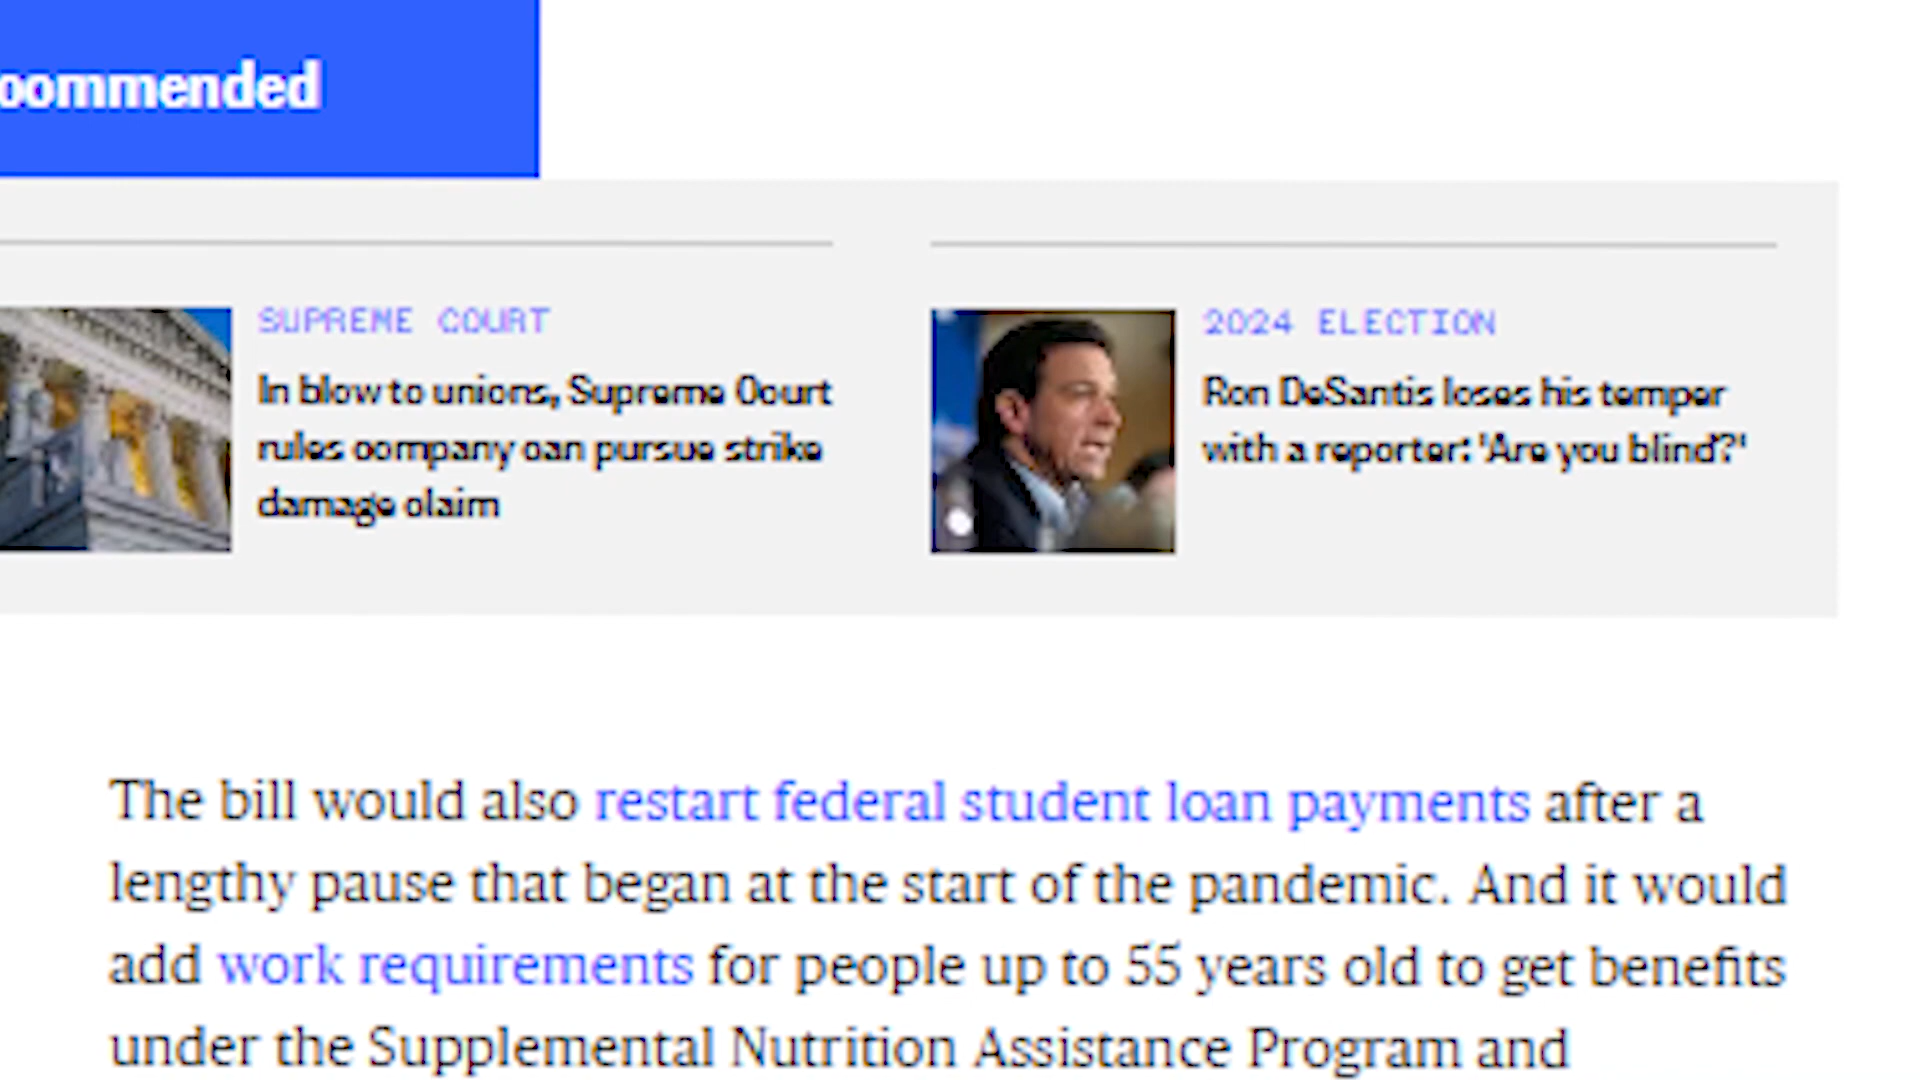 commended
SUPREME COURT
In blow to unions, Supreme Court
rules company can pursue strike
damage claim
2024 ELECTION
Ron DeSantis loses his temper
with a reporter: 'Are you blind?'
The bill would also restart federal student loan payments after a
lengthy pause that began at the start of the pandemic. And it would
add work requirements for people up to 55 years old to get benefits
under the Supplemental Nutrition Assistance Program and